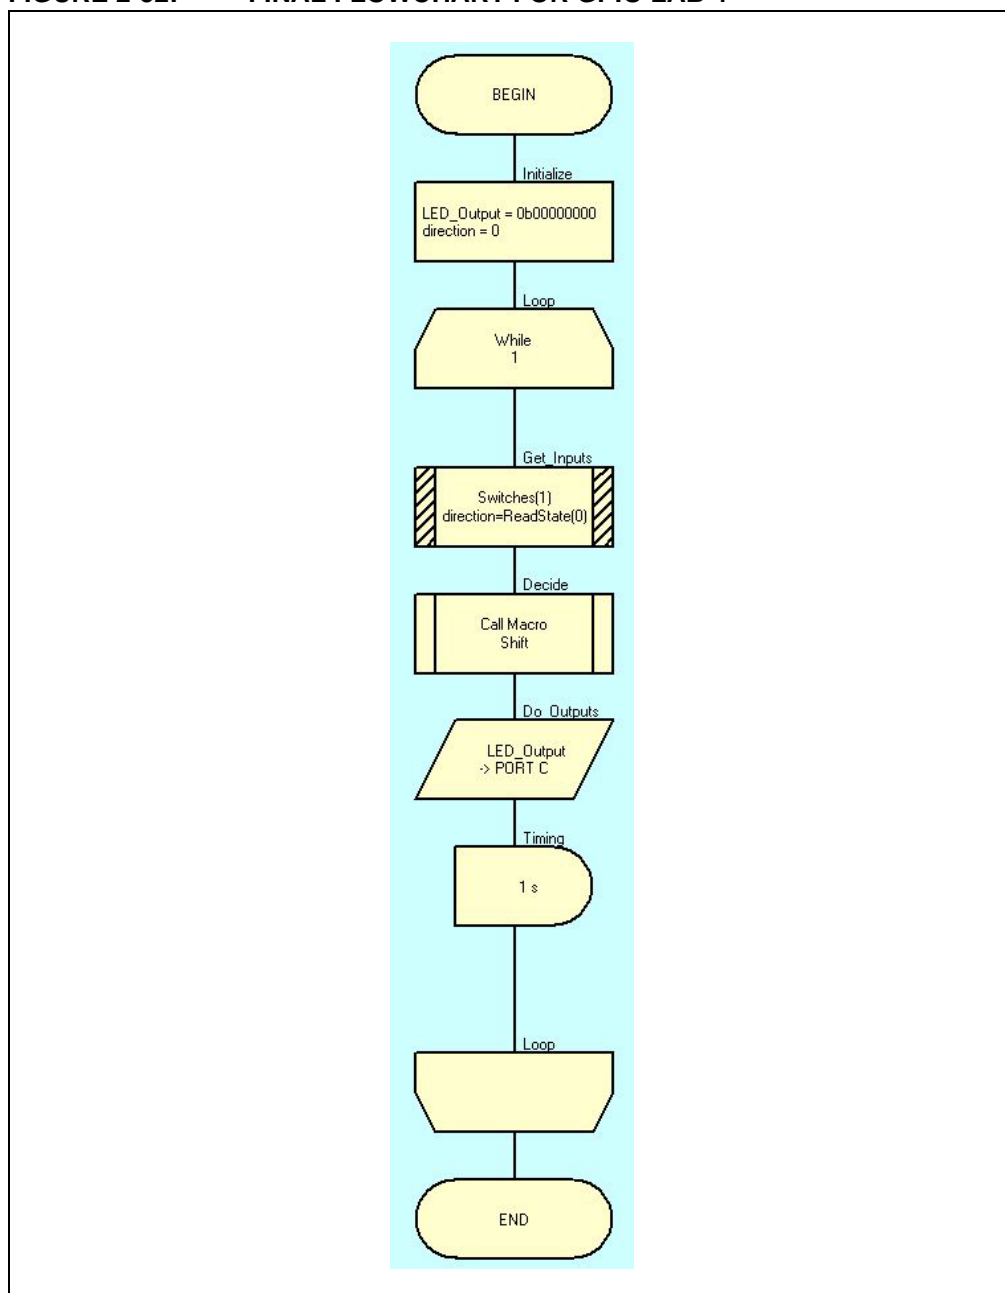 BEGIN
Initialize
LED_Output = 0b00000000
direction = 0
Loop
While
1
Get_Inputs
Switches(1)
direction=ReadState(0)
Decide
Call Macro
Shift
Do_Outputs
LED_Output
-> PORT C
Timing
1 s
Loop
END